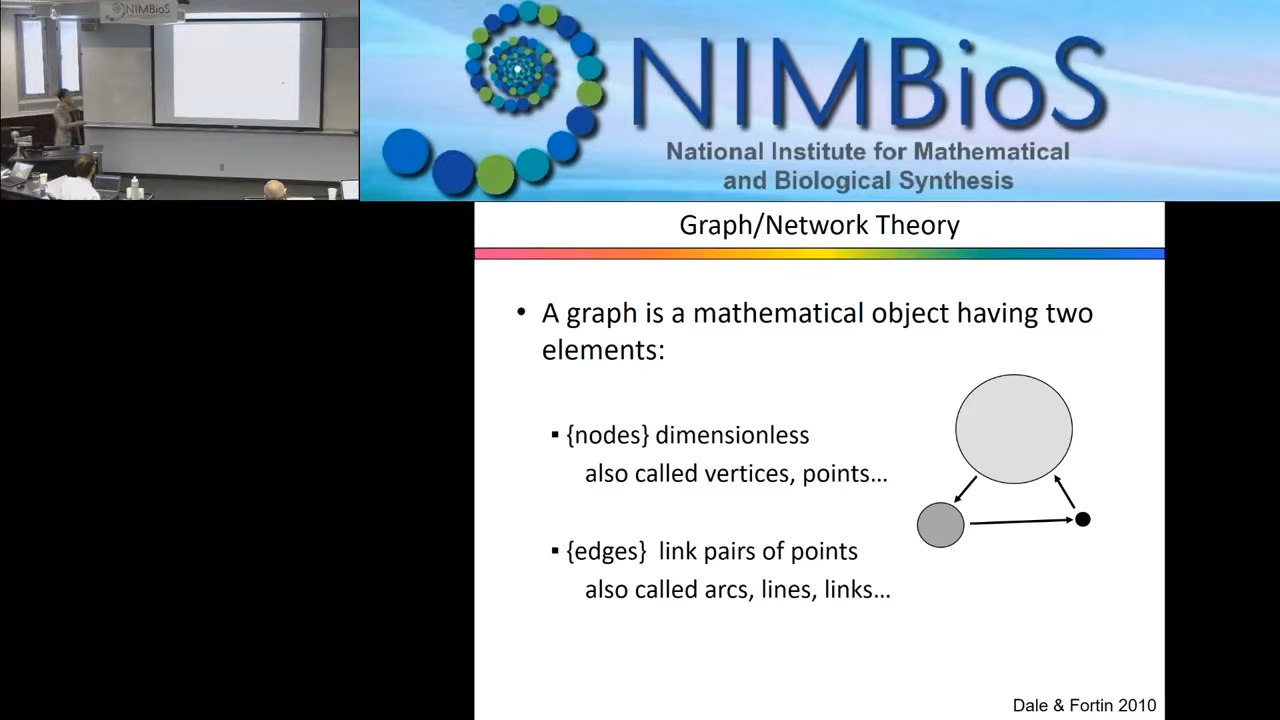 NIMBioS
NIMBioS
National Institute for Mathematical
and Biological Synthesis
Graph/Network Theory
• A graph is a mathematical object having two
elements:
▪ {nodes} dimensionless
also called vertices, points…
▪ {edges} link pairs of points
also called arcs, lines, links…
Dale & Fortin 2010